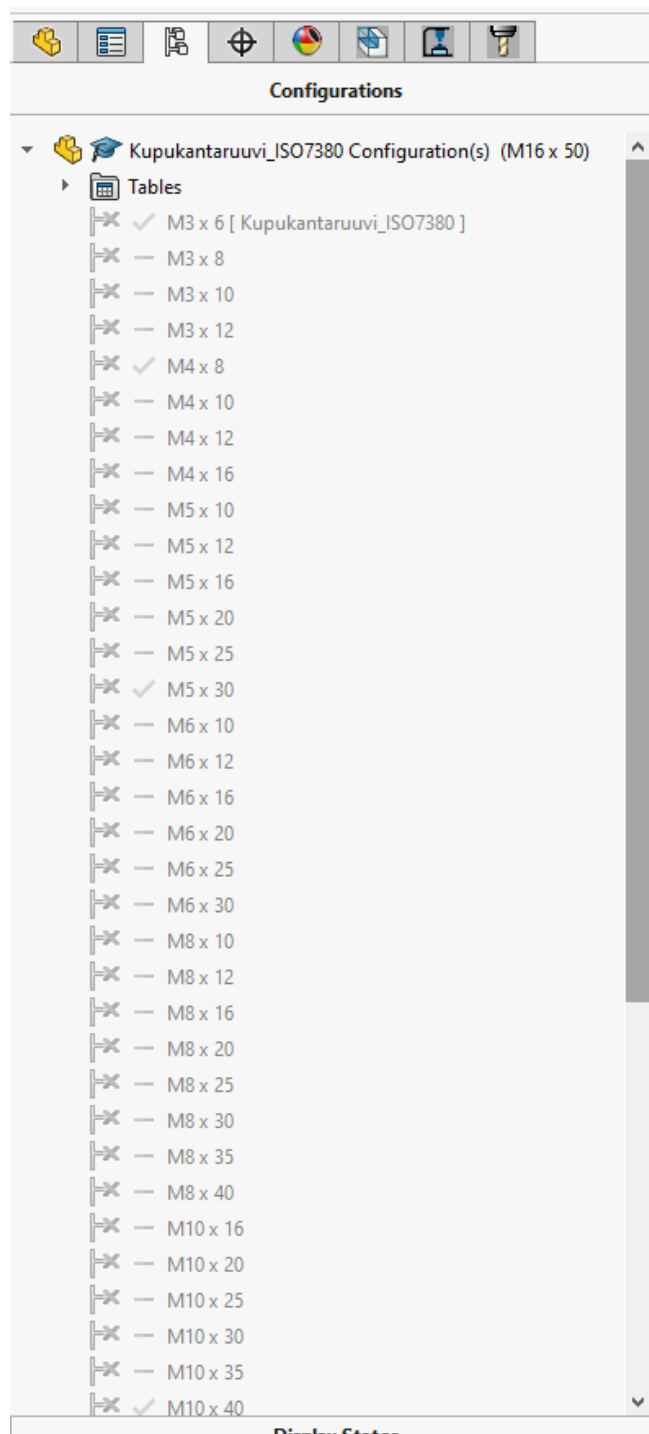 Configurations
Kupukantaruuvi_ISO7380 Configuration(s) (M16 x 50)
Tables
M3 x 6 [ Kupukantaruuvi_ISO7380 ]
M3 x 8
M3 x 10
M3 x 12
M4 x 8
M4 x 10
M4 x 12
M4 x 16
M5 x 10
M5 x 12
M5 x 16
M5 x 20
M5 x 25
M5 x 30
M6 x 10
M6 x 12
M6 x 16
M6 x 20
M6 x 25
M6 x 30
M8 x 10
M8 x 12
M8 x 16
M8 x 20
M8 x 25
M8 x 30
M8 x 35
M8 x 40
M10 x 16
M10 x 20
M10 x 25
M10 x 30
M10 x 35
M10 x 40
Display States